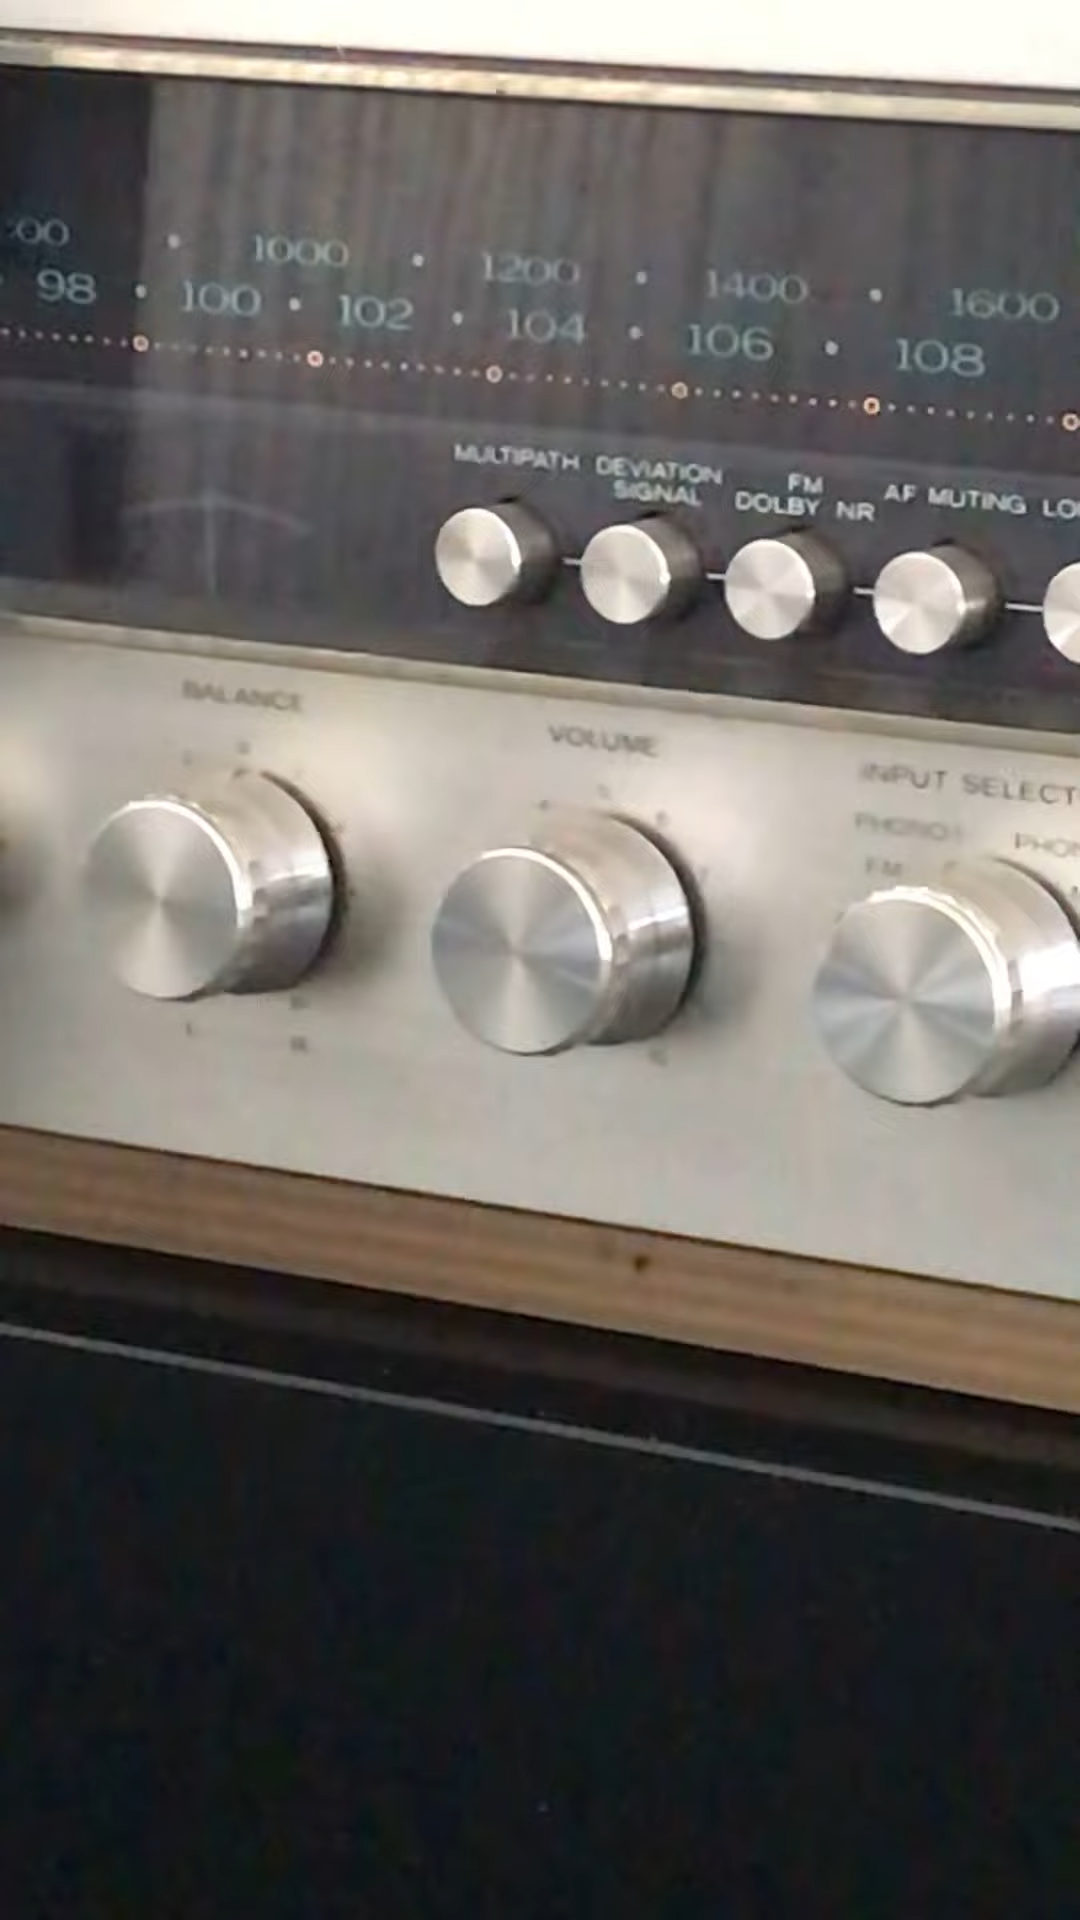 1000 1200 1400 1600
98 100 102 104 106 108
MULTIPATH DEVIATION FM AF MUTING
SIGNAL DOLBY NR
BALANCE
VOLUME
INPUT
PHONO
FM